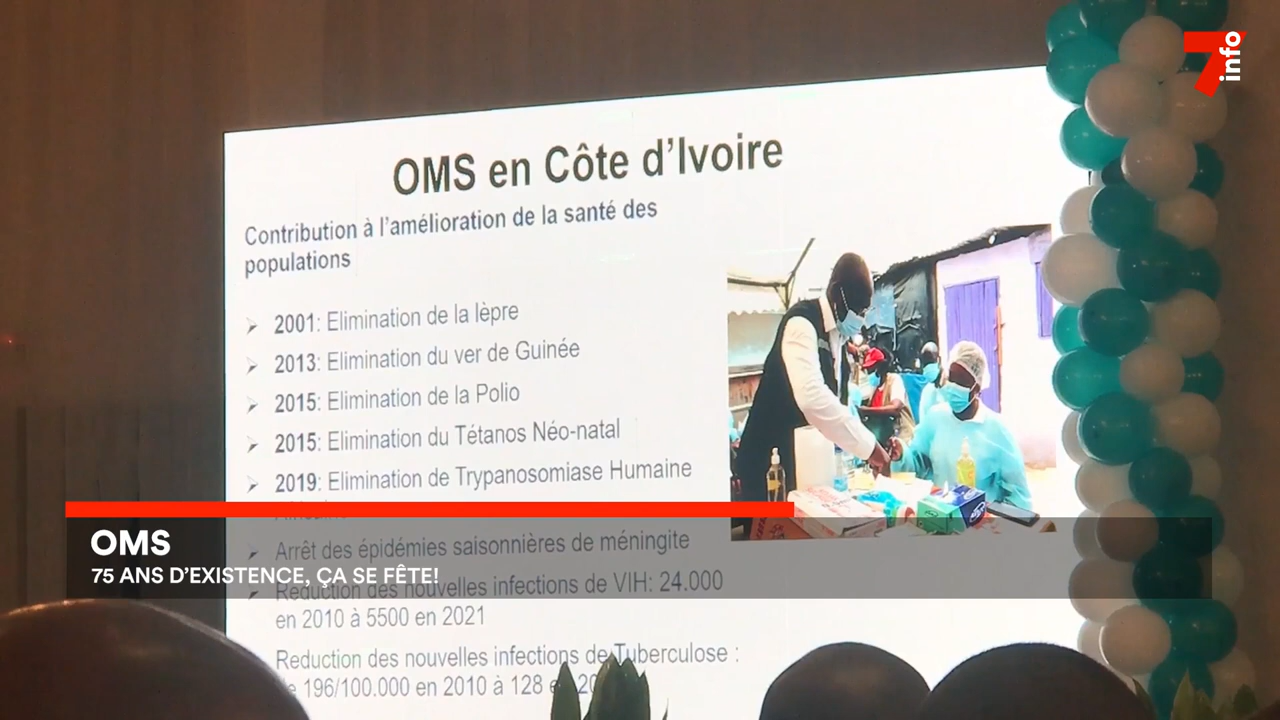 7 info
OMS en Côte d'Ivoire
Contribution à l'amélioration de la santé des
populations
2001: Elimination de la lèpre
2013: Elimination du ver de Guinée
2015: Elimination de la Polio
2015: Elimination du Tétanos Néo-natal
2019: Elimination de Trypanosomiase Humaine
Arrêt des épidémies saisonnières de méningite
Reduction des nouvelles infections de VIH: 24.000
en 2010 à 5500 en 2021
Reduction des nouvelles infections de Tuberculose :
196/100.000 en 2010 à 128
OMS
75 ANS D'EXISTENCE, ÇA SE FÊTE!